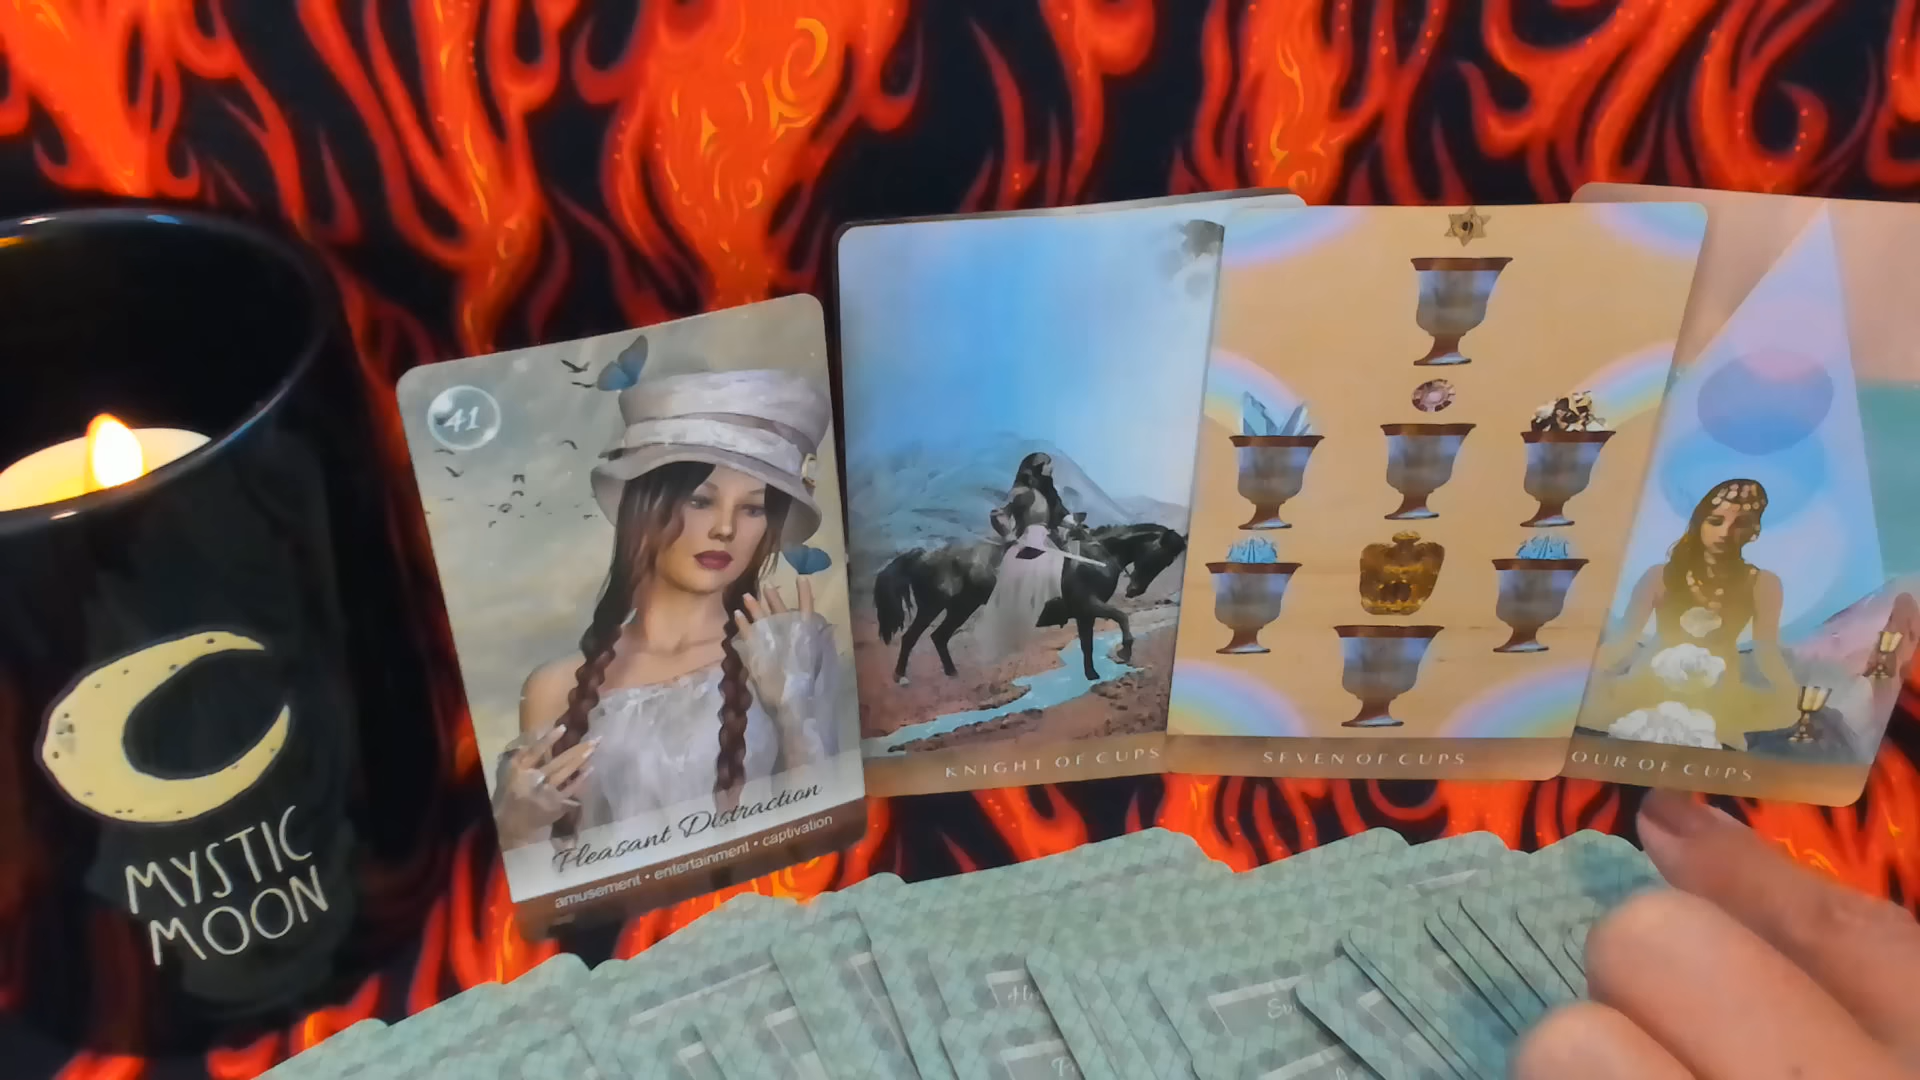 MYSTIC
MOON
41
Pleasant Distraction
amusement • entertainment • captivation
KNIGHT OF CUPS
SEVEN OF CUPS
OUR OF CUPS